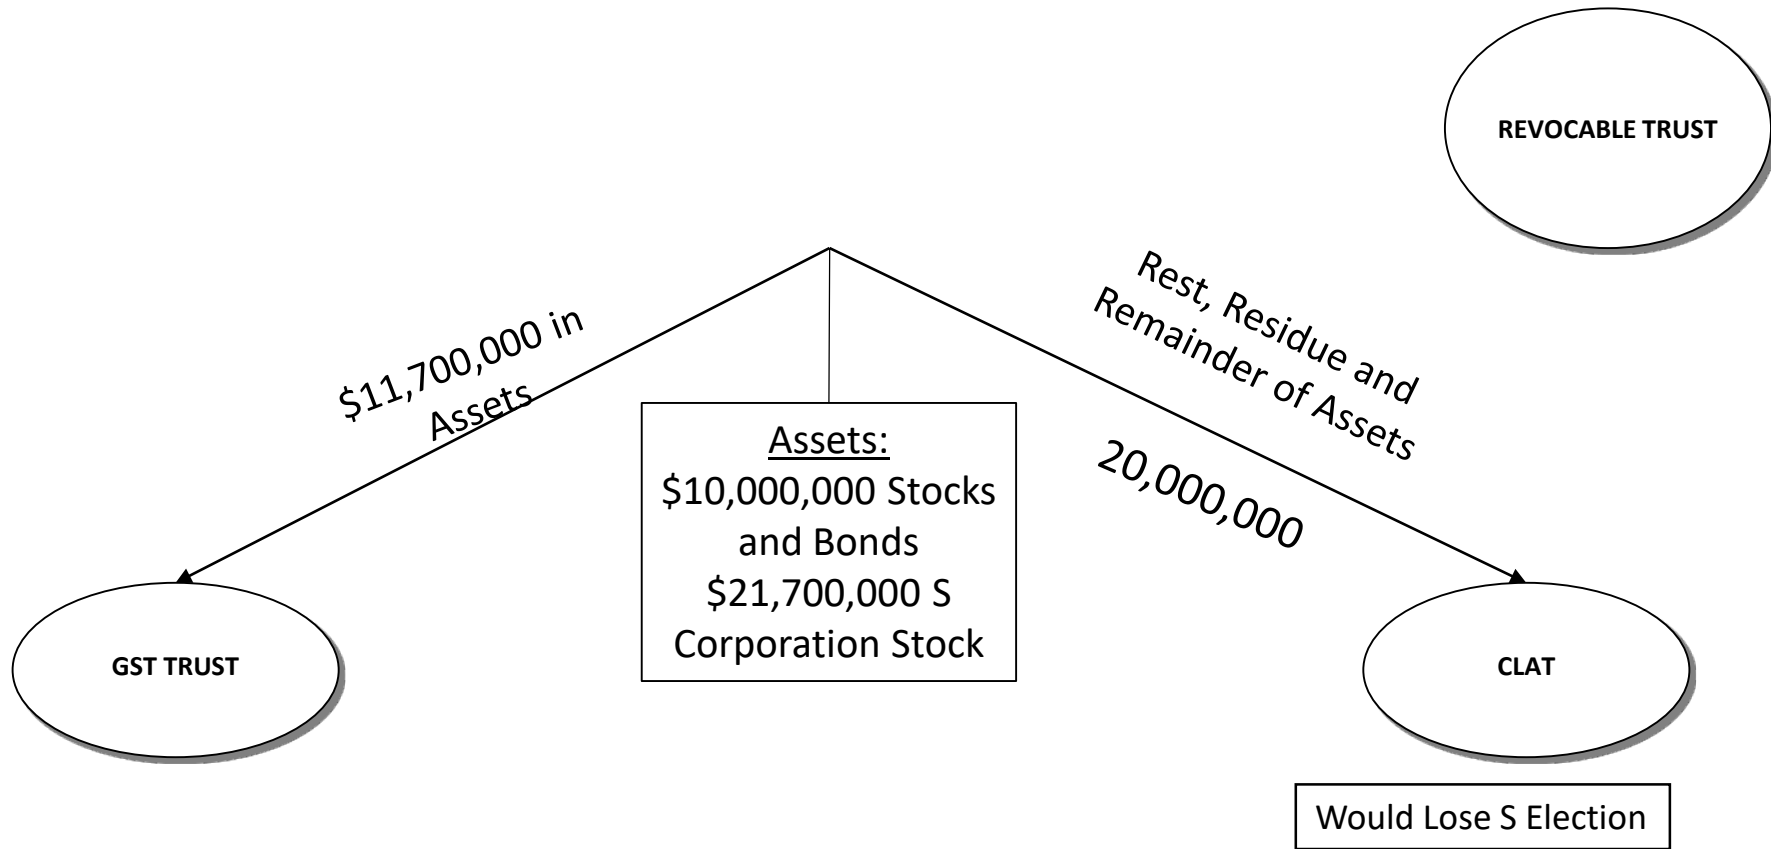 REVOCABLE TRUST
$11,700,000 in
Assets
Rest, Residue and
Remainder of Assets
20,000,000
Assets:
$10,000,000 Stocks
and Bonds
$21,700,000 S
Corporation Stock
GST TRUST
CLAT
Would Lose S Election